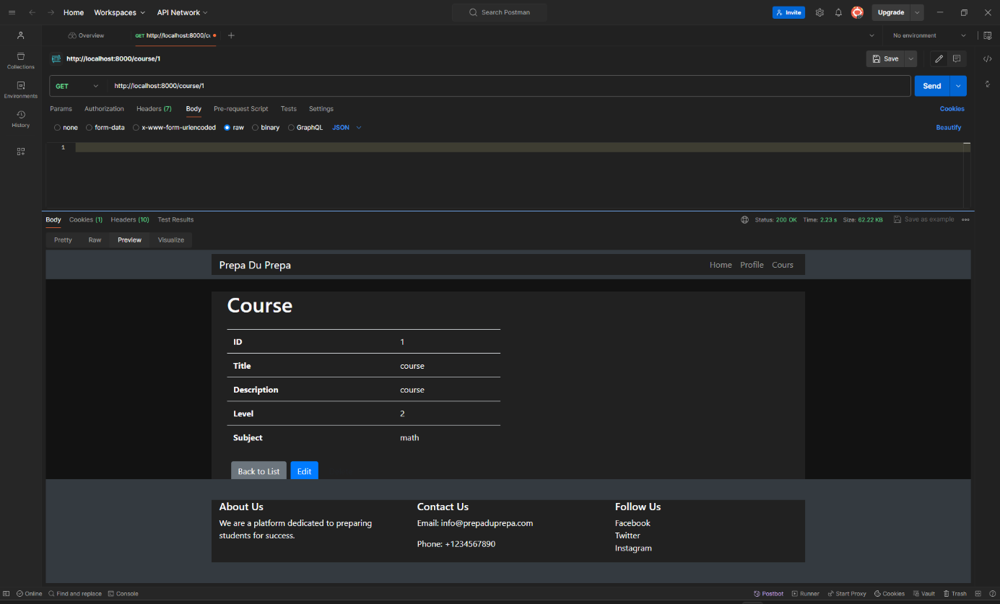 Home Workspaces API Network Search Postman Invite Upgrade
Overview GET http://localhost:8000/co No environment
http://localhost:8000/course/1 Save
GET http://localhost:8000/course/1 Send
Params Authorization Headers (7) Body Pre-request Script Tests Settings Cookies
none form-data x-www-form-urlencoded raw binary GraphQL JSON Beautify
1
Collections
Environments
History
Body Cookies (1) Headers (10) Test Results Status: 200 OK Time: 2.23 s Size: 62.22 KB Save as example
Pretty Raw Preview Visualize
Prepa Du Prepa Home Profile Cours
Course
ID 1
Title course
Description course
Level 2
Subject math
Back to List Edit
About Us
We are a platform dedicated to preparing
students for success.
Contact Us
Email: info@prepaduprepa.com
Phone: +1234567890
Follow Us
Facebook
Twitter
Instagram
Online Find and replace Console Postbot Runner Start Proxy Cookies Vault Trash